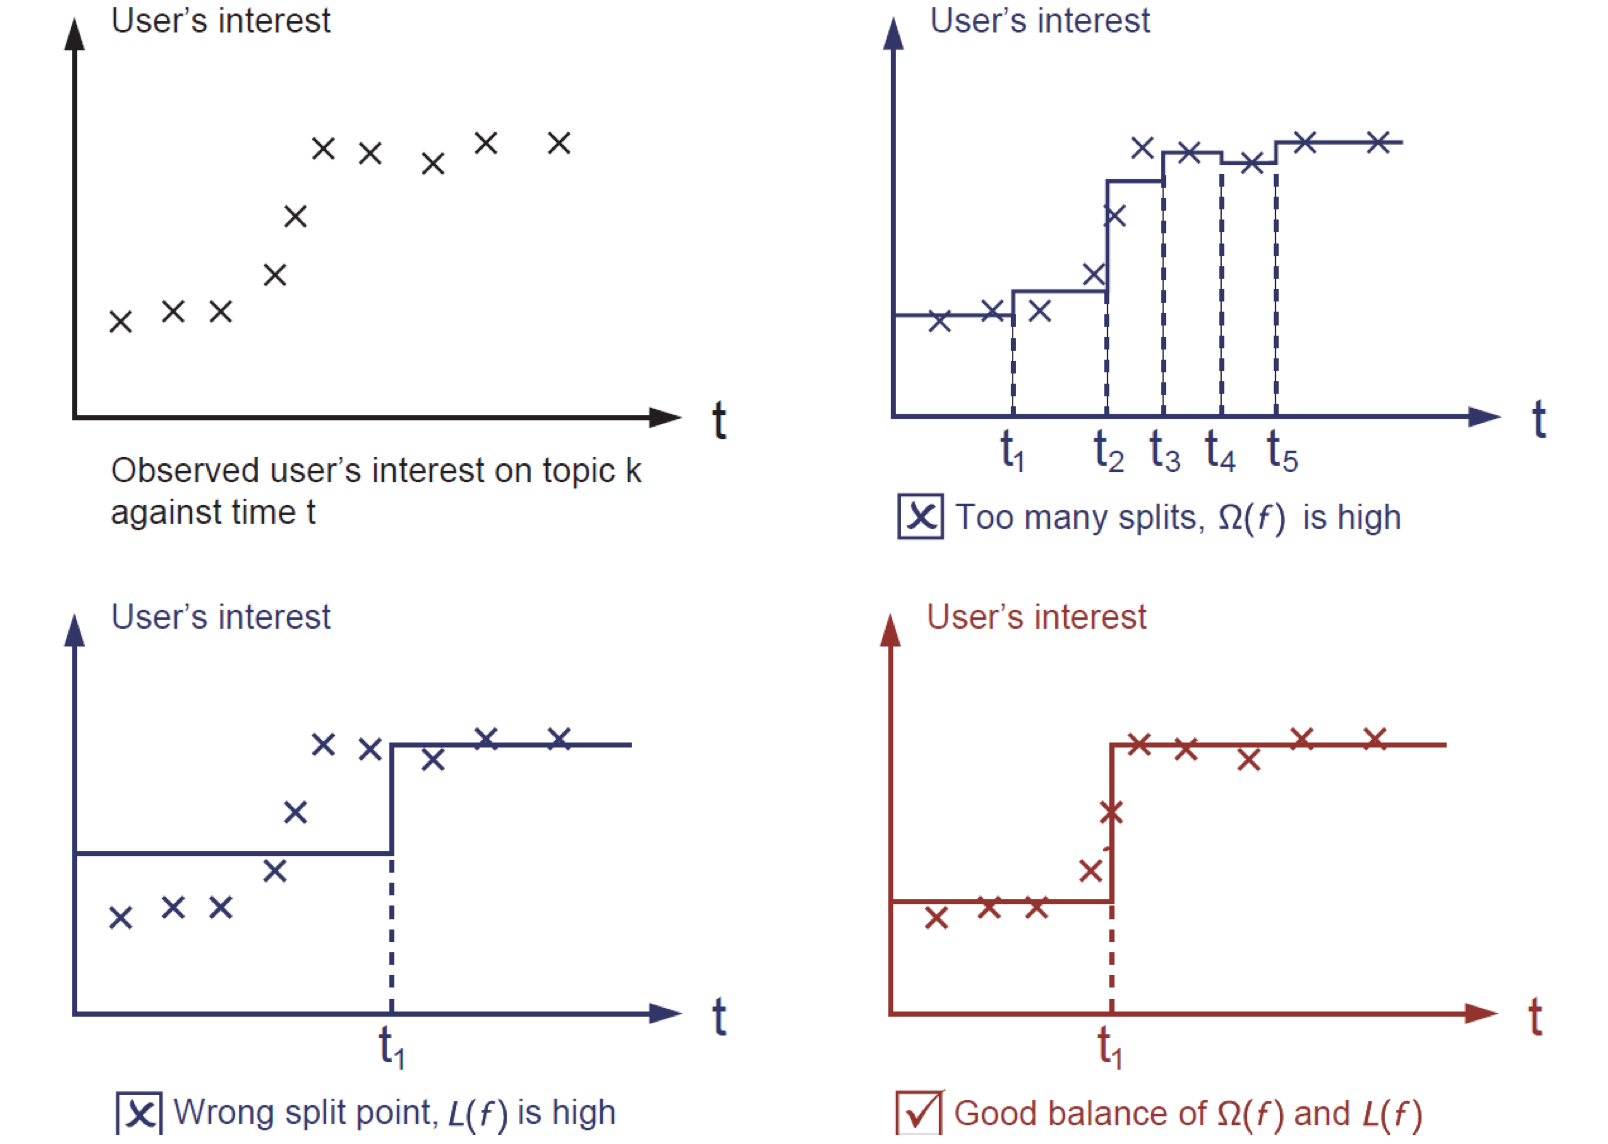 User’s interest
t
Observed user’s interest on topic k
against time t
User’s interest
t
t₁ t₂ t₃ t₄ t₅
Too many splits, Ω(f) is high
User’s interest
t
t₁
Wrong split point, L(f) is high
User’s interest
t
t₁
Good balance of Ω(f) and L(f)